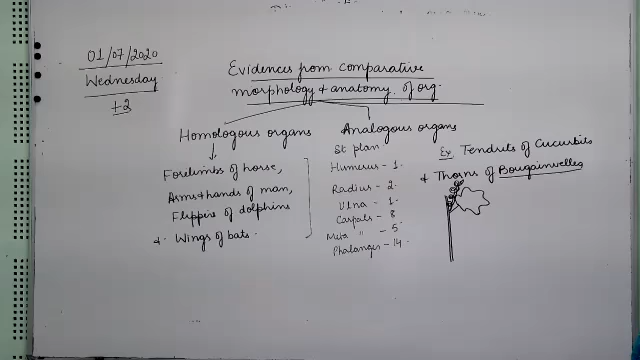 01/07/2020
Wednesday
+2
Evidences from comparative
morphology & anatomy of org.
Homologous organs
Forelimbs of horse,
Arms & hands of man,
Flippire of dolphins
&. Wings of bats.
Analogous organs
St plan
Humerus - 1.
Radius - 2
Ulna - 1.
Carpals - 8
Meta " - 5
Phalanges - 14.
Ex. Tendrils of Cucurbits
& Thorns of Bougainvellea